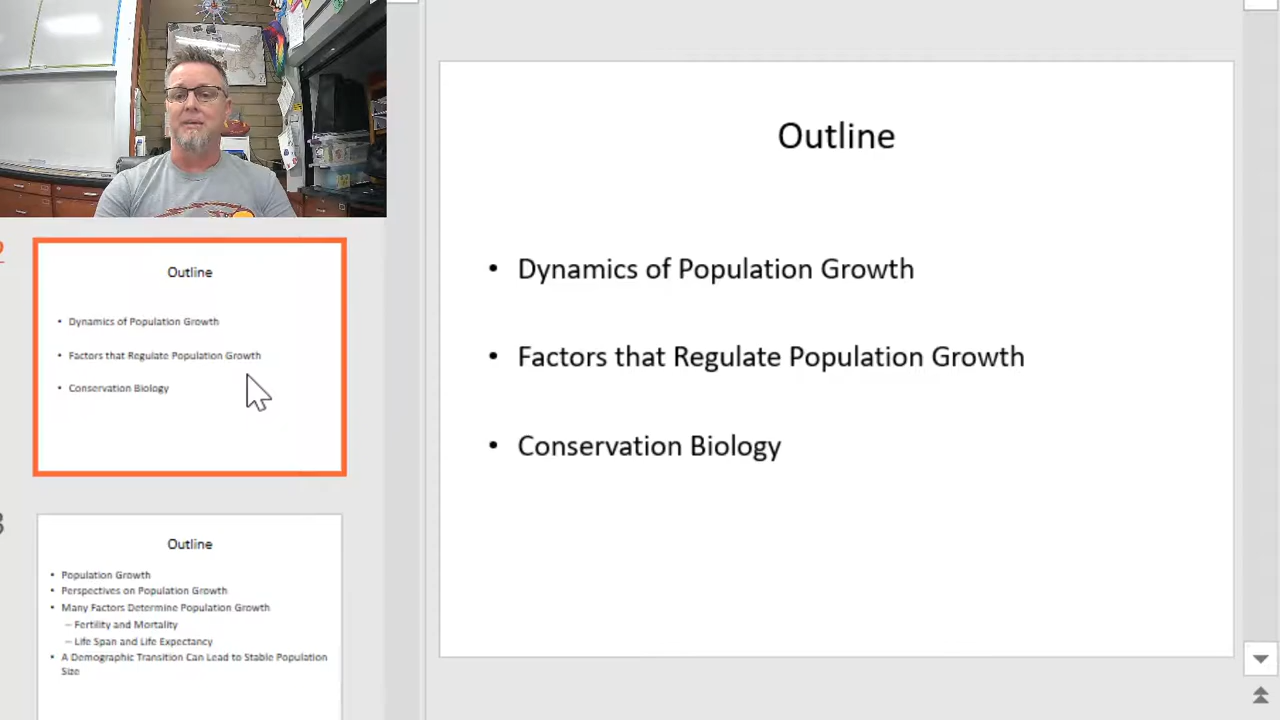 Outline
• Dynamics of Population Growth
• Factors that Regulate Population Growth
• Conservation Biology
2
Outline
• Dynamics of Population Growth
• Factors that Regulate Population Growth
• Conservation Biology
3
Outline
• Population Growth
• Perspectives on Population Growth
• Many Factors Determine Population Growth
– Fertility and Mortality
– Life Span and Life Expectancy
• A Demographic Transition Can Lead to Stable Population
Size